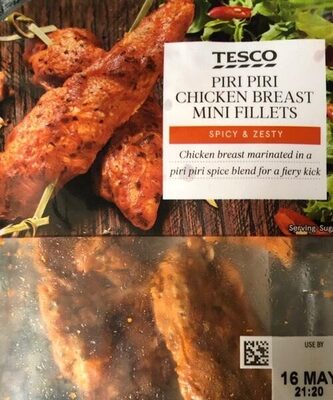 TESCO
PIRI PIRI
CHICKEN BREAST
MINI FILLETS
SPICY & ZESTY
Chicken breast marinated in a
piri piri spice blend for a fiery kick
Serving
USE BY
16 MAY
21:20